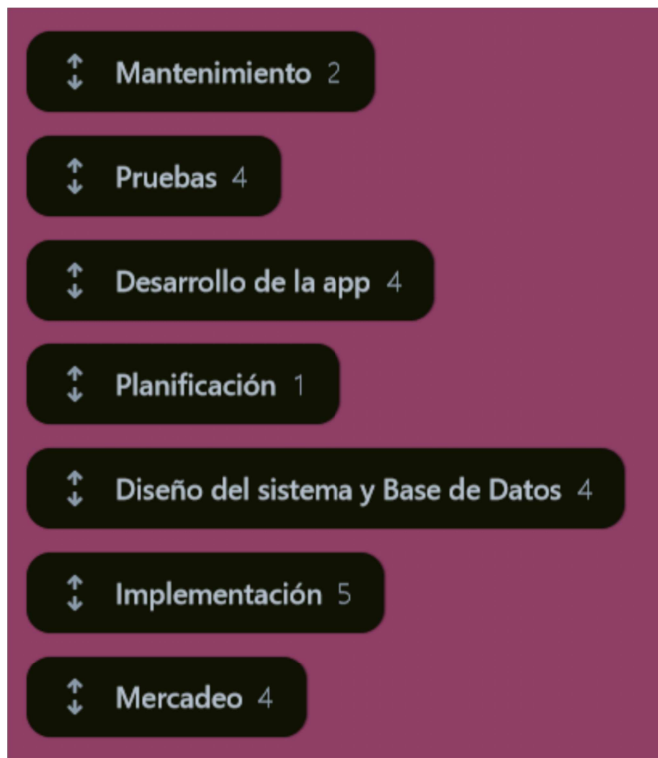 Mantenimiento 2
Pruebas 4
Desarrollo de la app 4
Planificación 1
Diseño del sistema y Base de Datos 4
Implementación 5
Mercadeo 4